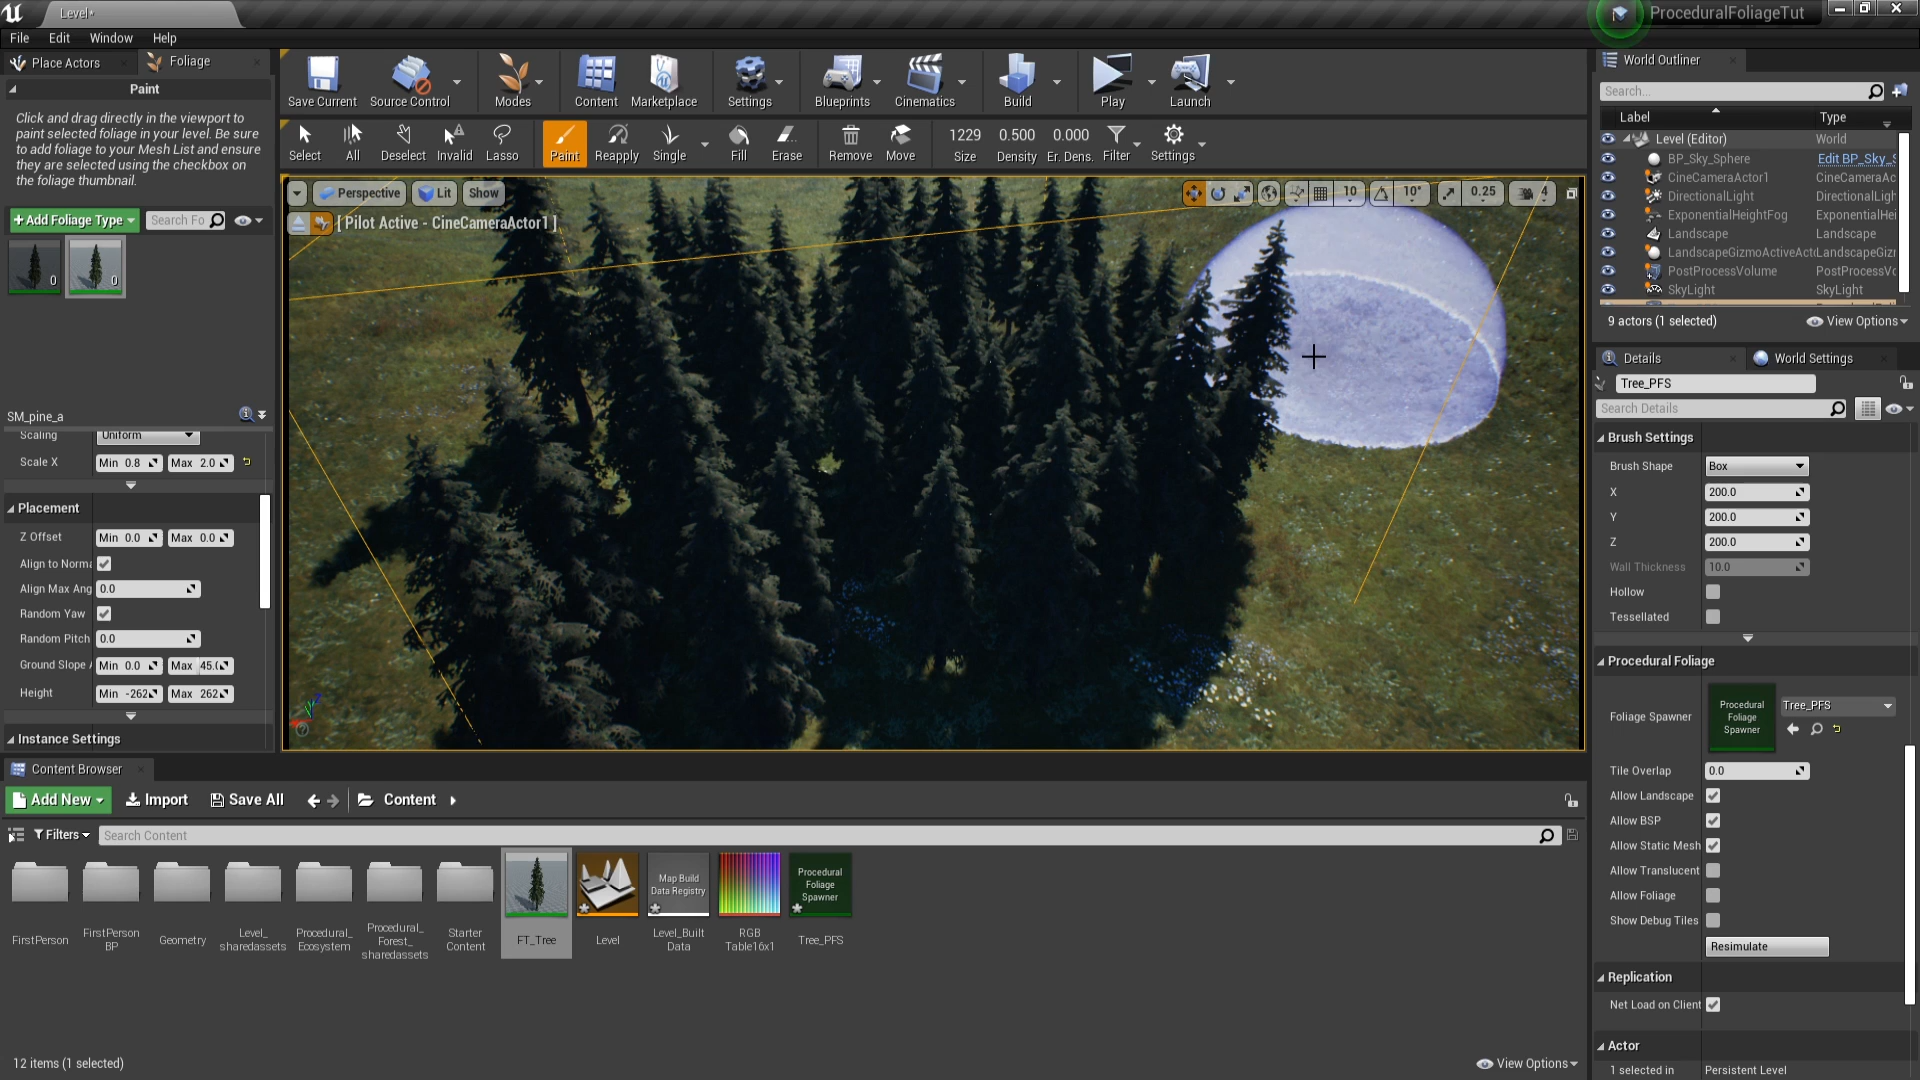 Level*
ProceduralFoliageTut
File
Edit
Window
Help
Place Actors
Foliage
Paint
Click and drag directly in the viewport to
paint selected foliage in your level. Be sure
to add foliage to your Mesh List and ensure
they are selected using the checkbox on
the foliage thumbnail.
+Add Foliage Type
Search Fo
0
0
SM_pine_a
Scaling
Uniform
Scale X
Min 0.8
Max 2.0
Placement
Z Offset
Min 0.0
Max 0.0
Align to Norma
Align Max Ang
0.0
Random Yaw
Random Pitch
0.0
Ground Slope A
Min 0.0
Max 45.0
Height
Min -262
Max 262
Instance Settings
Save Current
Source Control
Modes
Content
Marketplace
Settings
Blueprints
Cinematics
Build
Play
Launch
Select
All
Deselect
Invalid
Lasso
Paint
Reapply
Single
Fill
Erase
Remove
Move
1229
Size
0.500
Density
0.000
Er. Dens.
Filter
Settings
Perspective
Lit
Show
10
10°
0.25
4
[ Pilot Active - CineCameraActor1 ]
World Outliner
Search...
Label
Type
Level (Editor)
World
BP_Sky_Sphere
Edit BP_Sky_S
CineCameraActor1
CineCameraAc
DirectionalLight
DirectionalLigh
ExponentialHeightFog
ExponentialHei
Landscape
Landscape
LandscapeGizmoActiveActo
LandscapeGiz
PostProcessVolume
PostProcessVo
SkyLight
SkyLight
9 actors (1 selected)
View Options
Details
World Settings
Tree_PFS
Search Details
Brush Settings
Brush Shape
Box
X
200.0
Y
200.0
Z
200.0
Wall Thickness
10.0
Hollow
Tessellated
Procedural Foliage
Foliage Spawner
Procedural
Foliage
Spawner
Tree_PFS
Tile Overlap
0.0
Allow Landscape
Allow BSP
Allow Static Mesh
Allow Translucent
Allow Foliage
Show Debug Tiles
Resimulate
Replication
Net Load on Client
Actor
1 selected in
Persistent Level
Content Browser
Add New
Import
Save All
Content
Filters
Search Content
FirstPerson
FirstPerson
BP
Geometry
Level_
sharedassets
Procedural_
Ecosystem
Procedural_
Forest_
sharedassets
Starter
Content
FT_Tree
Level
Map Build
Data Registry
Level_Built
Data
RGB
Table16x1
Procedural
Foliage
Spawner
Tree_PFS
12 items (1 selected)
View Options